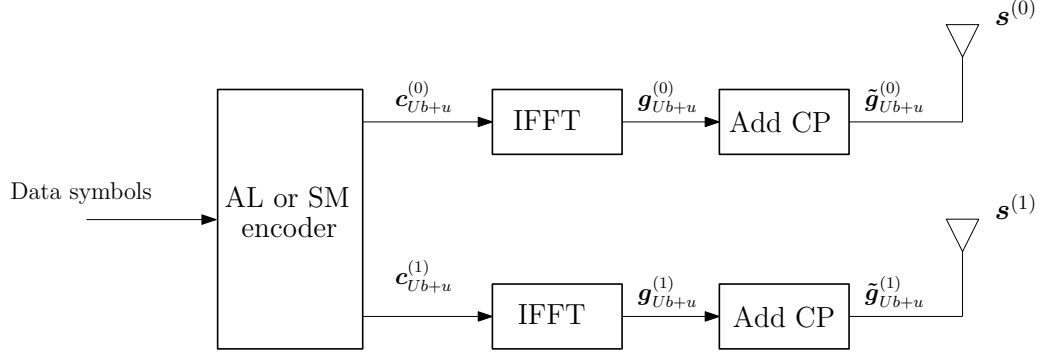 s^{(0)}
c^{(0)}_{Ub+u}
IFFT
g^{(0)}_{Ub+u}
Add CP
g̃^{(0)}_{Ub+u}
Data symbols
AL or SM
encoder
s^{(1)}
c^{(1)}_{Ub+u}
IFFT
g^{(1)}_{Ub+u}
Add CP
g̃^{(1)}_{Ub+u}